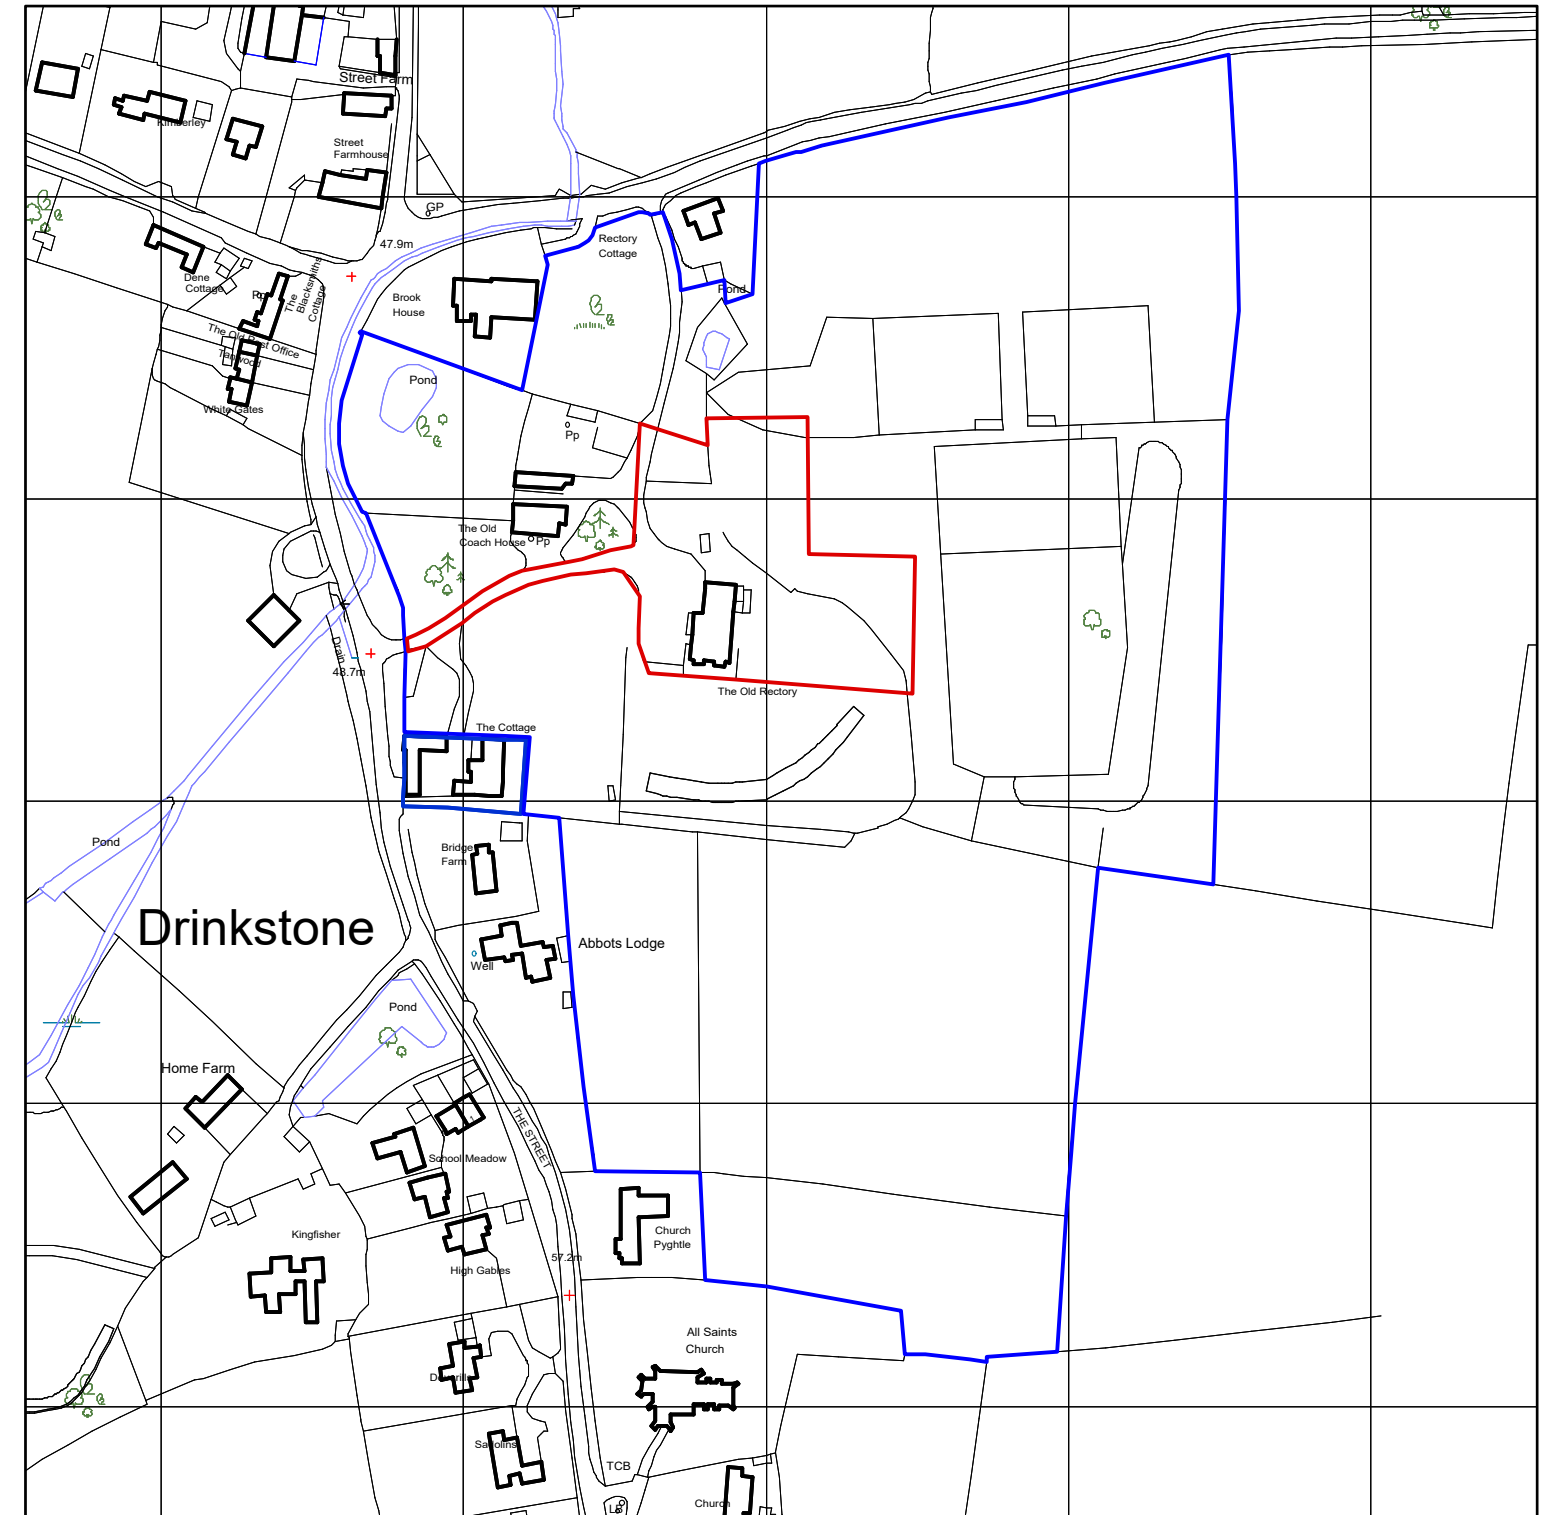 Street Farm
Kimberley
Street
Farmhouse
GP
47.9m
Rectory
Cottage
Dene
Cottage
Pp
The
Blacksmiths
Cottage
Brook
House
Pond
The Old Post Office
Tanwood
White Gates
Pond
Pp
The Old
Coach House
Pp
Drain
48.7m
The Old Rectory
The Cottage
Pond
Bridge
Farm
Drinkstone
Abbots Lodge
Well
Pond
Home Farm
THE STREET
School Meadow
Kingfisher
Church
Pyghtle
57.2m
High Gables
All Saints
Church
TCB
LB
Church